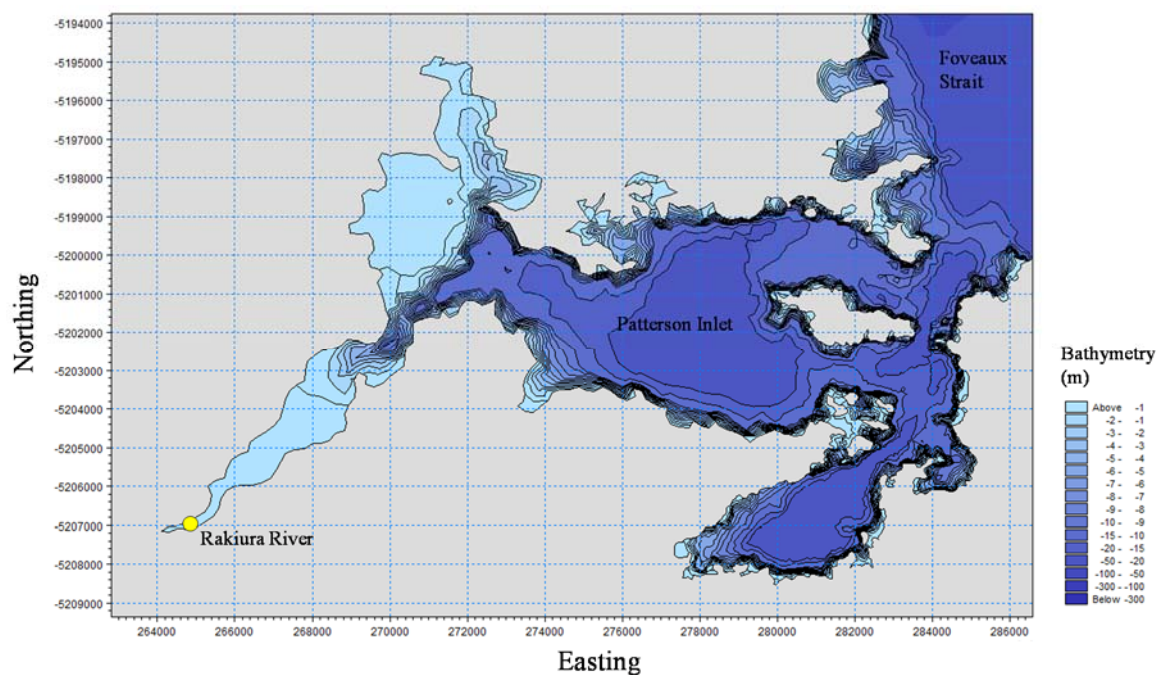 -5194000
-5195000
-5196000
-5197000
-5198000
-5199000
-5200000
-5201000
-5202000
-5203000
-5204000
-5205000
-5206000
-5207000
-5208000
-5209000
Northing
Foveaux
Strait
Patterson Inlet
Rakiura River
264000 266000 268000 270000 272000 274000 276000 278000 280000 282000 284000 286000
Easting
Bathymetry
(m)
Above -1
-2 - -1
-3 - -2
-4 - -3
-5 - -4
-6 - -5
-7 - -6
-8 - -7
-9 - -8
-10 - -9
-15 - -10
-20 - -15
-50 - -20
-100 - -50
-300 - -100
Below -300